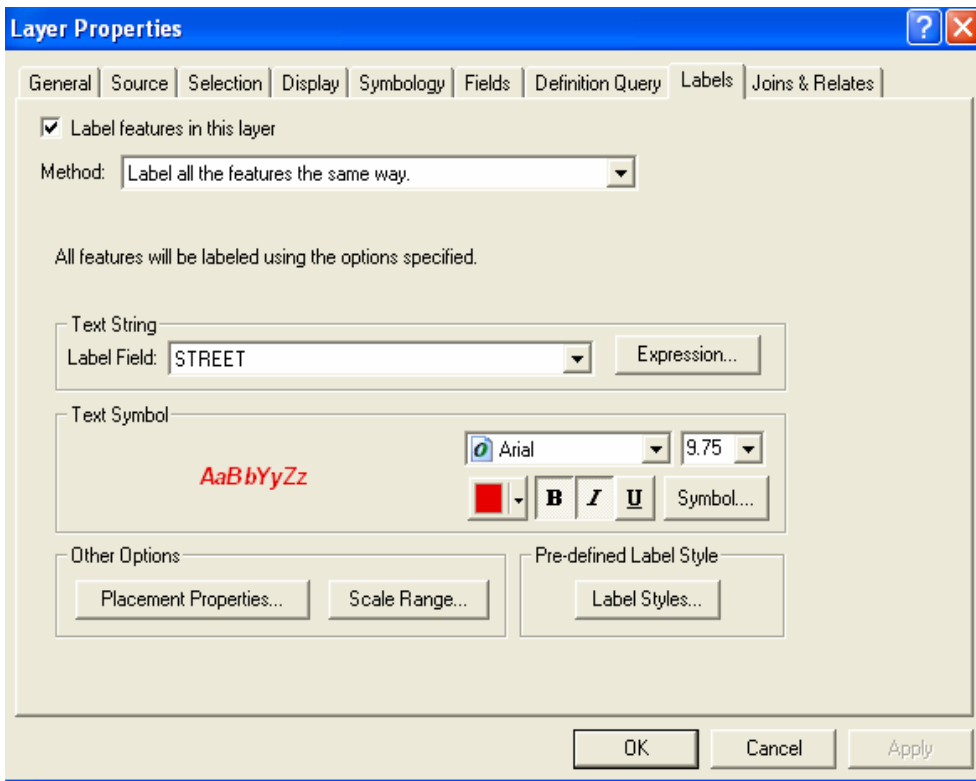 Layer Properties
General Source Selection Display Symbology Fields Definition Query Labels Joins & Relates
Label features in this layer
Method: Label all the features the same way.
All features will be labeled using the options specified.
Text String
Label Field: STREET Expression...
Text Symbol
AaBbYyZz
Arial 9.75
B I U Symbol....
Other Options Pre-defined Label Style
Placement Properties... Scale Range... Label Styles...
OK Cancel Apply